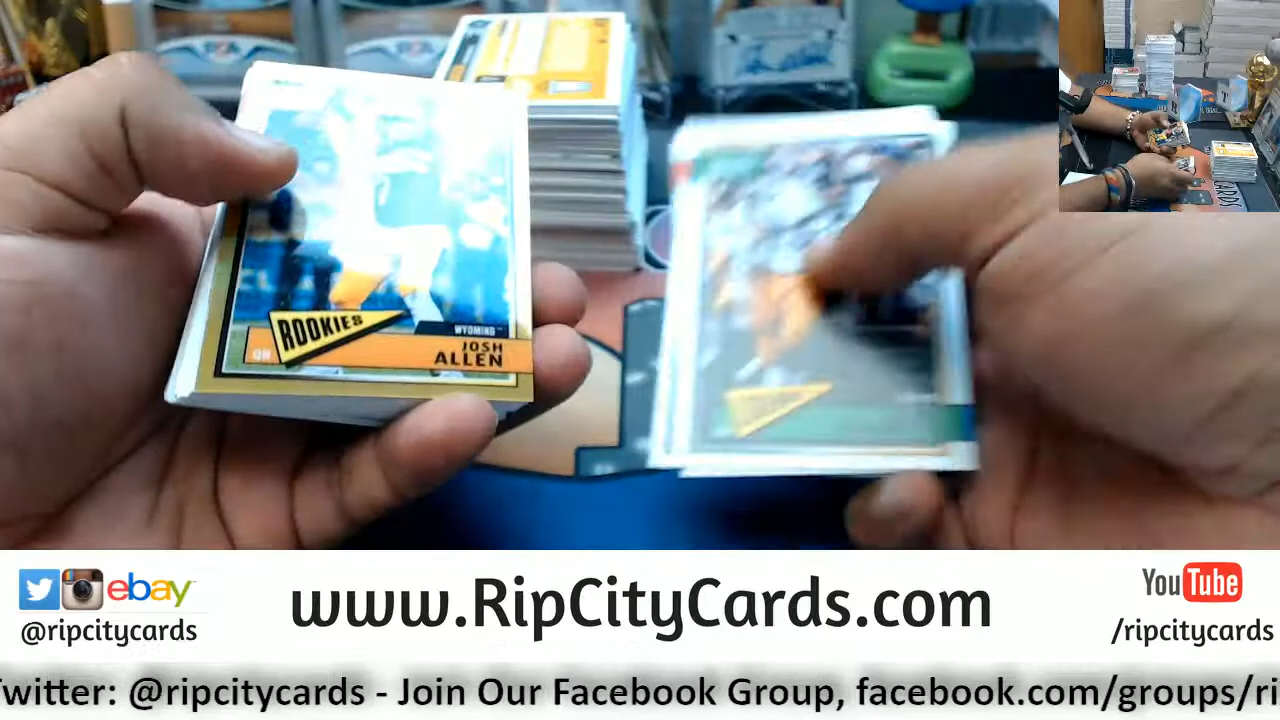 ROOKIES
WYOMING
QB
JOSH
ALLEN
ebay
@ripcitycards
www.RipCityCards.com
YouTube
/ripcitycards
Twitter: @ripcitycards - Join Our Facebook Group, facebook.com/groups/ri